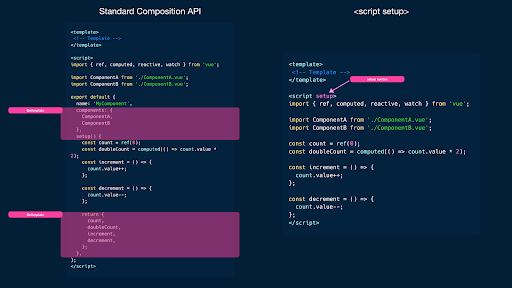 Standard Composition API
<template>
<!-- Template -->
</template>
<script>
import { ref, computed, reactive, watch } from 'vue';
import ComponentA from './ComponentA.vue';
import ComponentB from './ComponentB.vue';
export default {
name: 'MyComponent',
Boilerplate
components: {
ComponentA,
ComponentB
},
setup() {
const count = ref(0);
const doubleCount = computed(() => count.value *
2);
const increment = () => {
count.value++;
};
const decrement = () => {
count.value--;
};
Boilerplate
return {
count,
doubleCount,
increment,
decrement,
};
},
};
</script>
<script setup>
<template>
<!-- Template -->
</template>
<script setup>
import { ref, computed, reactive, watch } from 'vue';
import ComponentA from './ComponentA.vue';
import ComponentB from './ComponentB.vue';
const count = ref(0);
const doubleCount = computed(() => count.value * 2);
const increment = () => {
count.value++;
};
const decrement = () => {
count.value--;
};
</script>